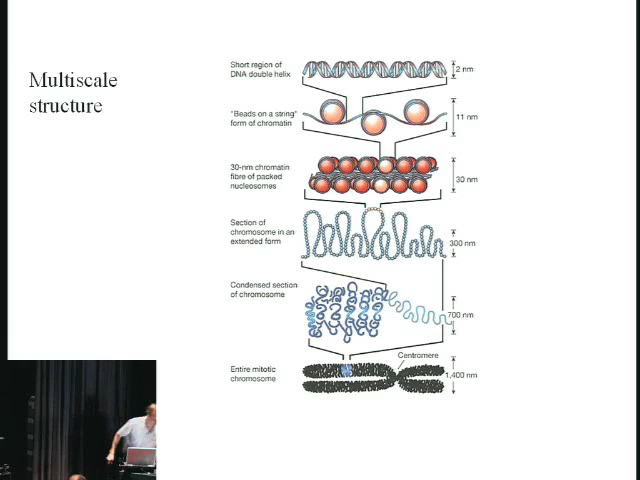 Multiscale
structure
Short region of
DNA double helix
2 nm
"Beads on a string"
form of chromatin
11 nm
30-nm chromatin
fibre of packed
nucleosomes
30 nm
Section of
chromosome in an
extended form
300 nm
Condensed section
of chromosome
700 nm
Centromere
Entire mitotic
chromosome
1,400 nm